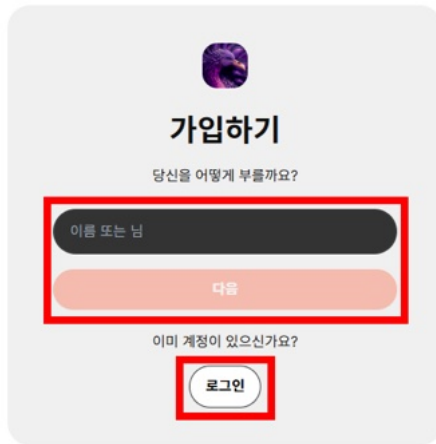 가입하기
당신을 어떻게 부를까요?
이름 또는 님
다음
이미 계정이 있으신가요?
로그인